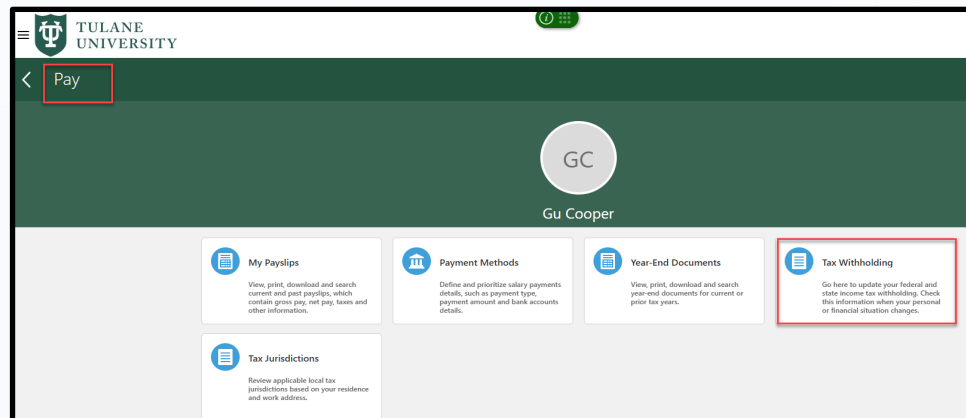 TULANE
UNIVERSITY
Pay
GC
Gu Cooper
My Payslips
View, print, download and search
current and past payslips, which
contain gross pay, net pay, taxes and
other information.
Payment Methods
Define and prioritize salary payments
details, such as payment type,
payment amount and bank accounts
details.
Year-End Documents
View, print, download and search
year-end documents for current or
prior tax years.
Tax Withholding
Go here to update your federal and
state income tax withholding. Check
this information when your personal
or financial situation changes.
Tax Jurisdictions
Review applicable local tax
jurisdictions based on your residence
and work address.